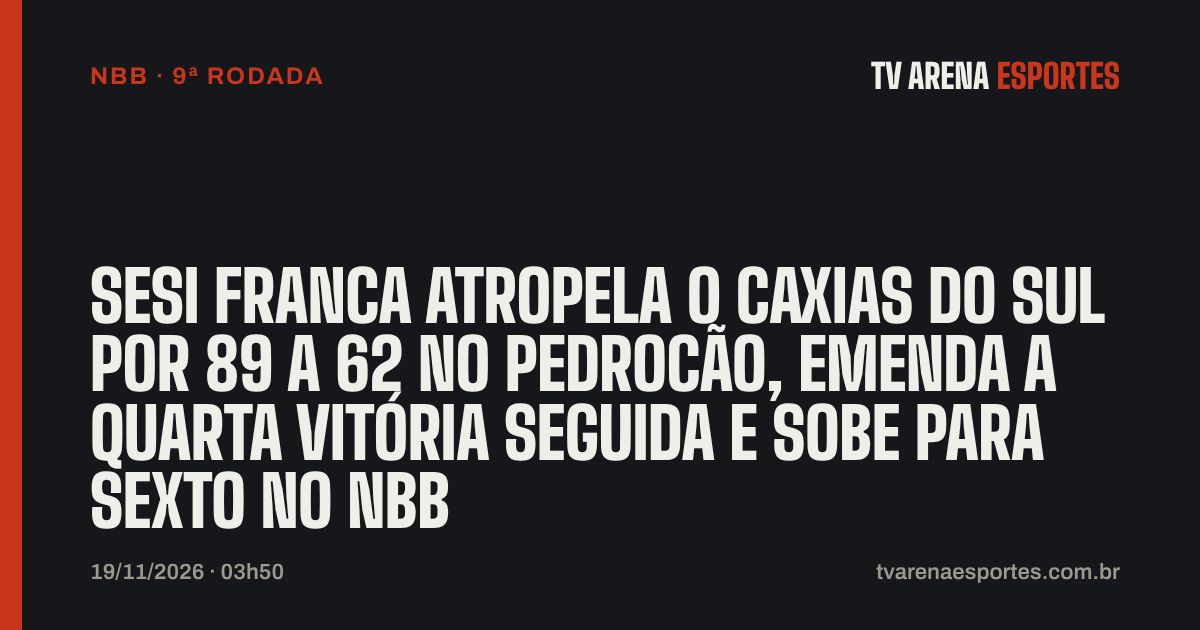 NBB · 9ª RODADA
TV ARENA ESPORTES
SESI FRANCA ATROPELA O CAXIAS DO SUL
POR 89 A 62 NO PEDROCÃO, EMENDA A
QUARTA VITÓRIA SEGUIDA E SOBE PARA
SEXTO NO NBB
19/11/2026 · 03h50
tvarenaesportes.com.br